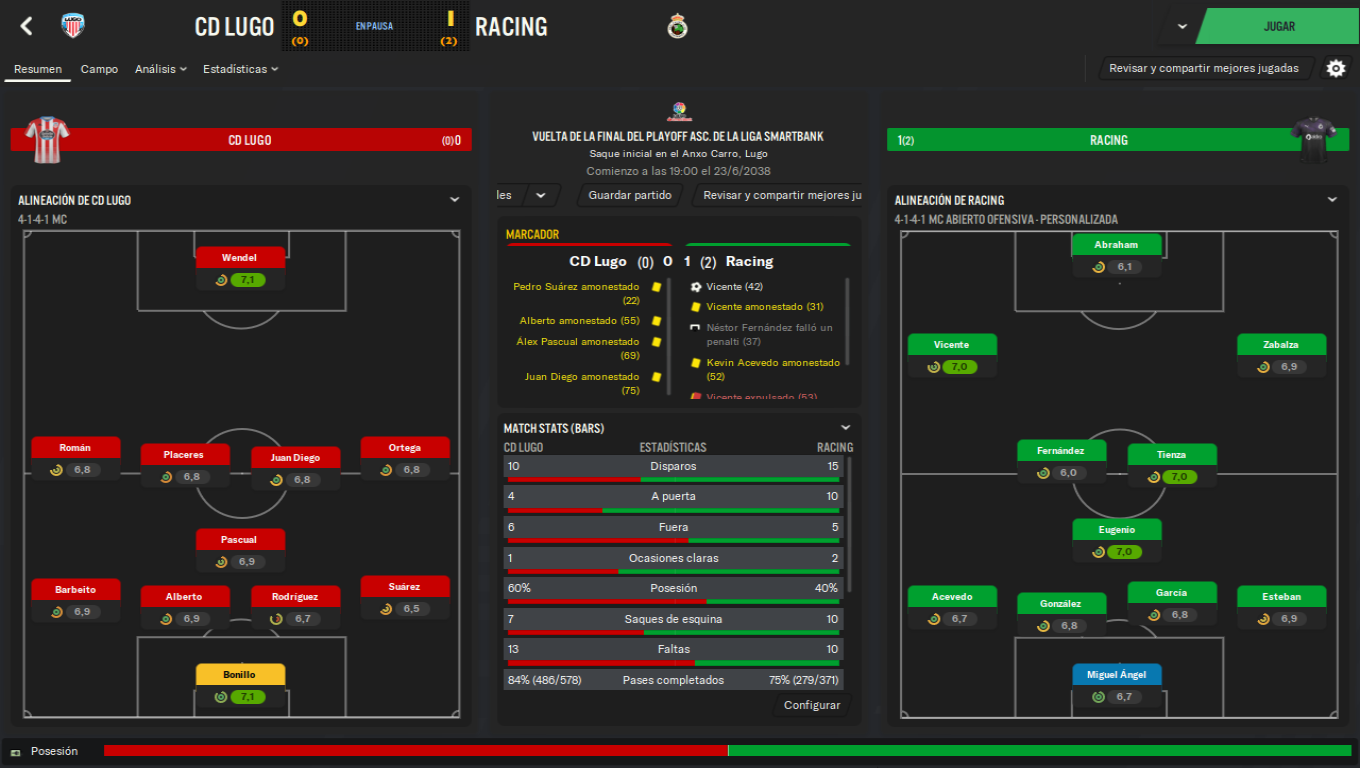 CD LUGO
0
(0)
EN PAUSA
1
(2)
RACING
JUGAR
Resumen
Campo
Análisis
Estadísticas
Revisar y compartir mejores jugadas
CD LUGO
(0)0
VUELTA DE LA FINAL DEL PLAYOFF ASC. DE LA LIGA SMARTBANK
Saque inicial en el Anxo Carro, Lugo
Comienzo a las 19:00 el 23/6/2038
les
Guardar partido
Revisar y compartir mejores ju
1(2)
RACING
ALINEACIÓN DE CD LUGO
4-1-4-1 MC
Wendel
7,1
Román
6,8
Placeres
6,8
Juan Diego
6,8
Ortega
6,8
Pascual
6,9
Barbeito
6,9
Alberto
6,9
Rodríguez
6,7
Suárez
6,5
Bonillo
7,1
MARCADOR
CD Lugo (0) 0 1 (2) Racing
Pedro Suárez amonestado
(22)
Alberto amonestado (55)
Álex Pascual amonestado
(69)
Juan Diego amonestado
(75)
Vicente (42)
Vicente amonestado (31)
Néstor Fernández falló un
penalti (37)
Kevin Acevedo amonestado
(52)
Vicente expulsado (53)
MATCH STATS (BARS)
CD LUGO ESTADÍSTICAS RACING
10 Disparos 15
4 A puerta 10
6 Fuera 5
1 Ocasiones claras 2
60% Posesión 40%
7 Saques de esquina 10
13 Faltas 10
84% (486/578) Pases completados 75% (279/371)
Configurar
ALINEACIÓN DE RACING
4-1-4-1 MC ABIERTO OFENSIVA - PERSONALIZADA
Abraham
6,1
Vicente
7,0
Zabalza
6,9
Fernández
6,0
Tienza
7,0
Eugenio
7,0
Acevedo
6,7
González
6,8
García
6,8
Esteban
6,9
Miguel Ángel
6,7
Posesión